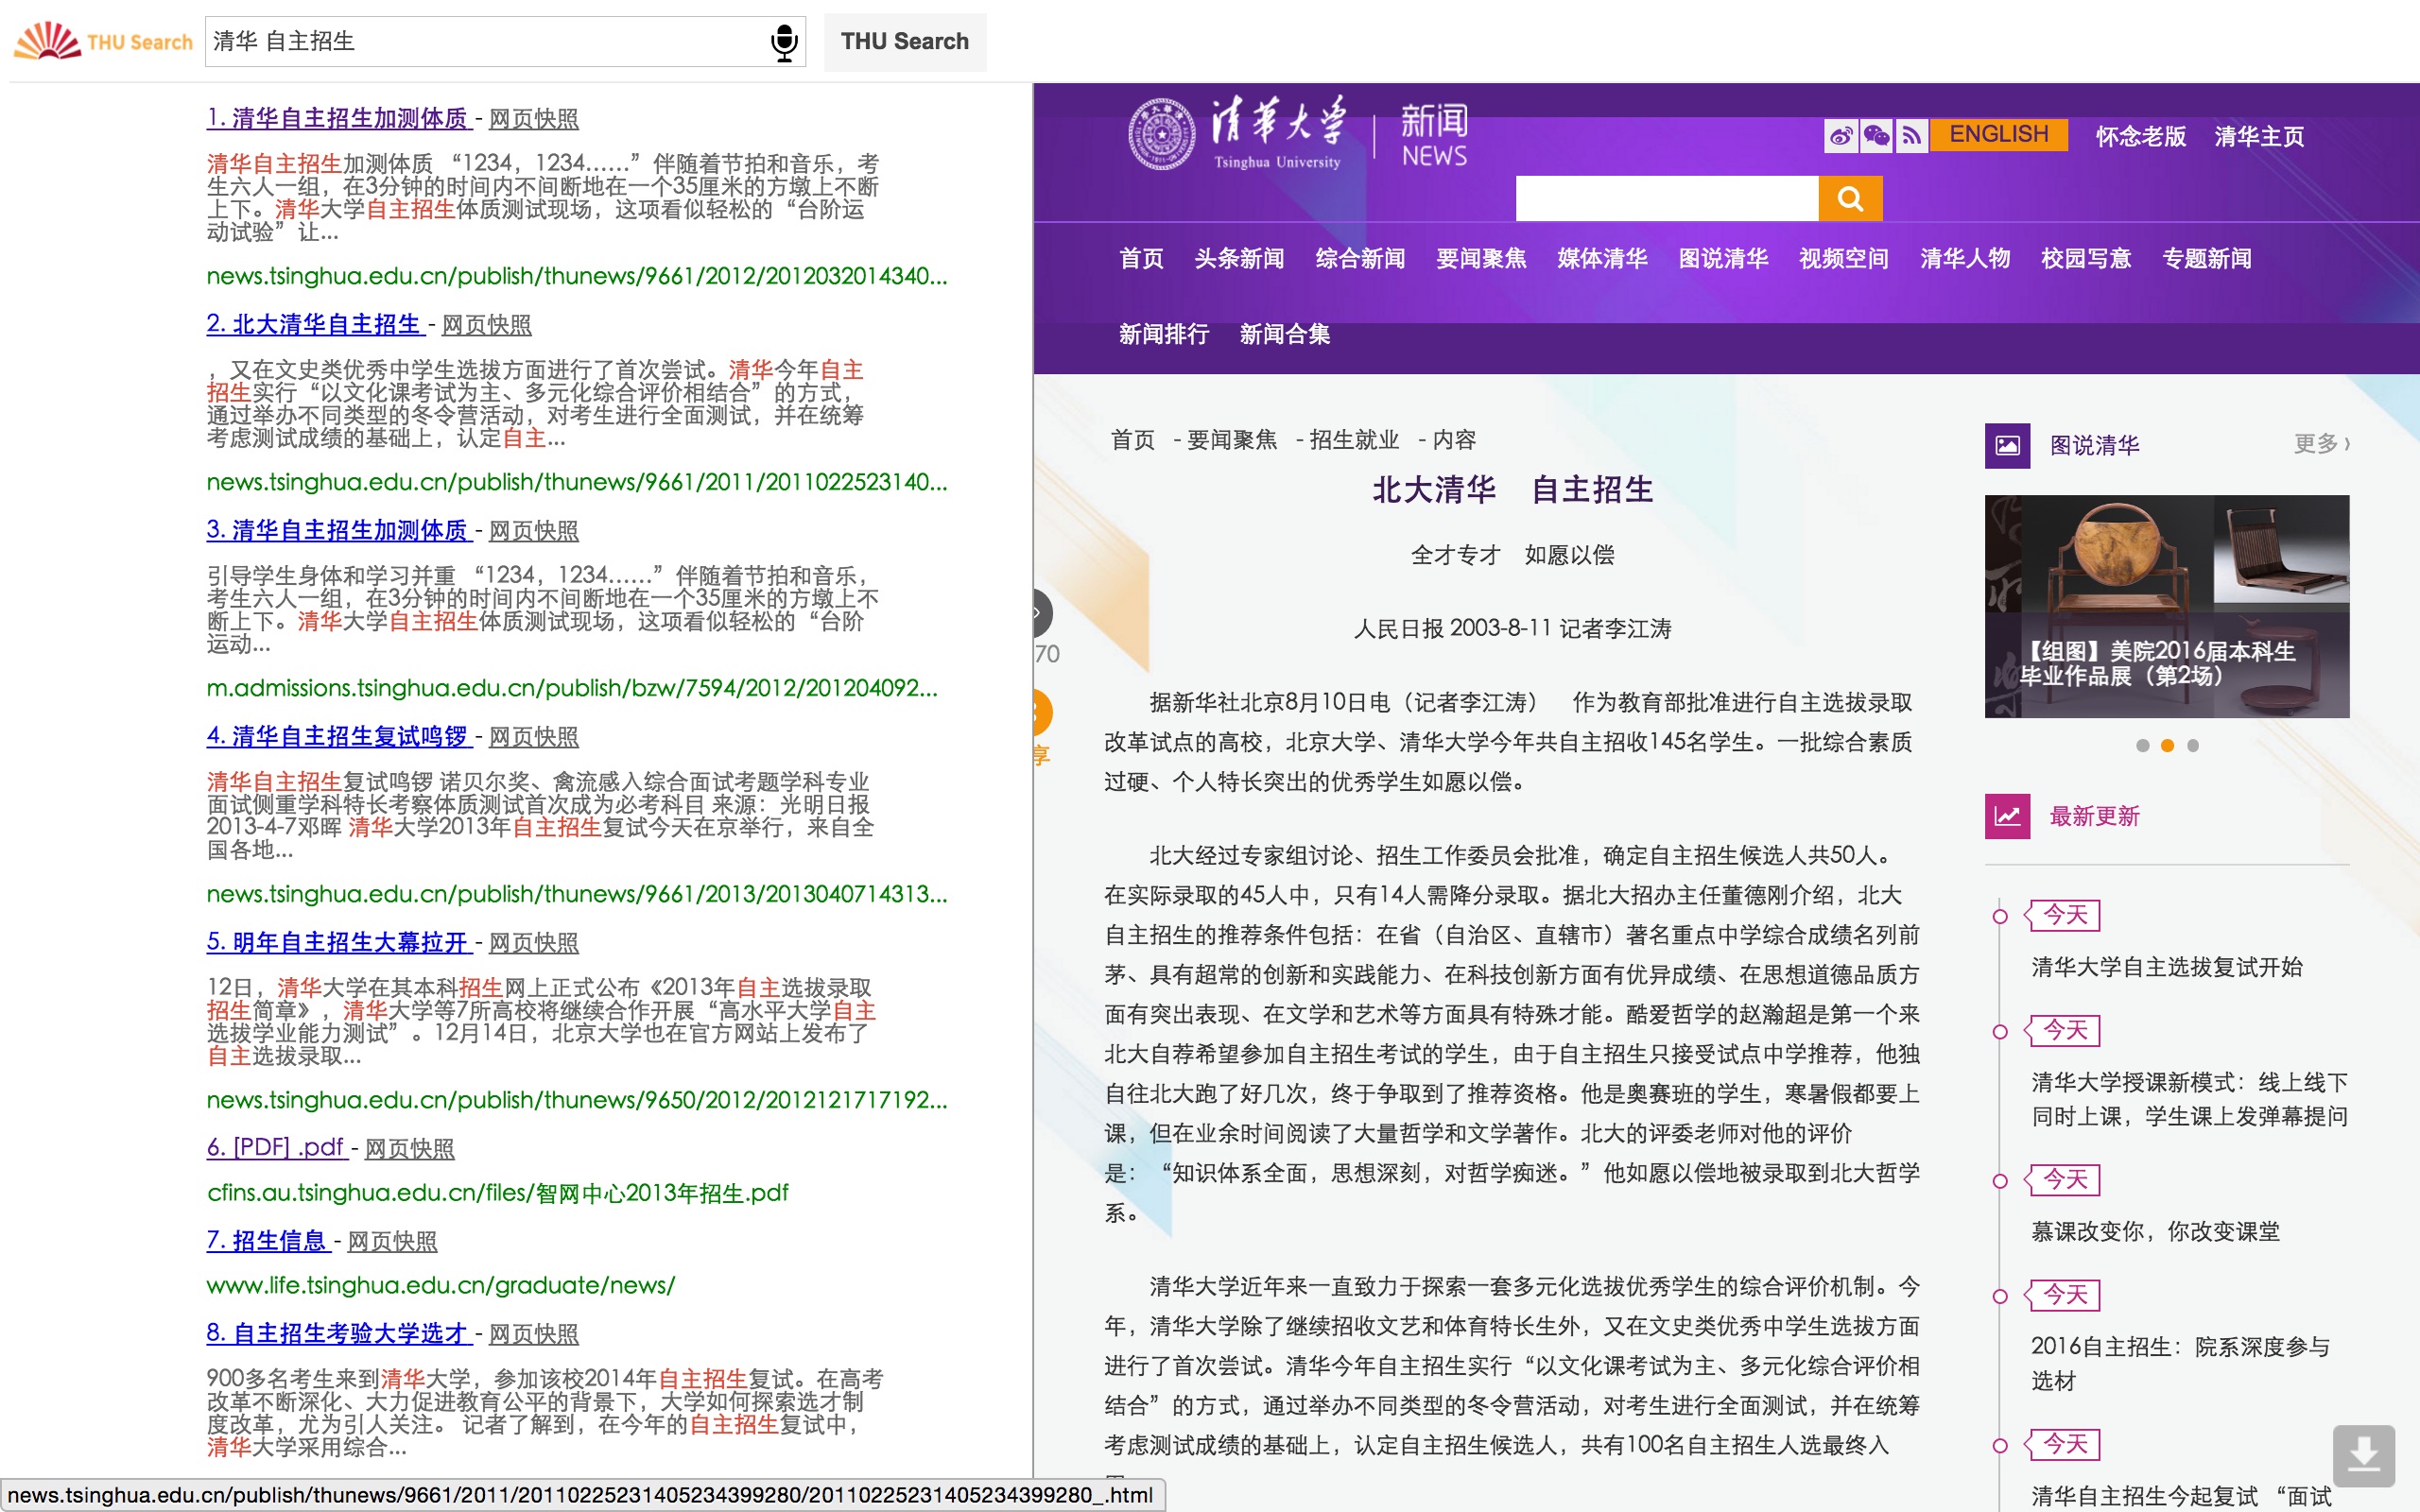 THU Search
清华 自主招生
THU Search
1. 清华自主招生加测体质 - 网页快照
清华自主招生加测体质 “1234，1234……”伴随着节拍和音乐，考
生六人一组，在3分钟的时间内不间断地在一个35厘米的方墩上不断
上下。清华大学自主招生体质测试现场，这项看似轻松的“台阶运
动试验”让...
news.tsinghua.edu.cn/publish/thunews/9661/2012/2012032014340...
2. 北大清华自主招生 - 网页快照
，又在文史类优秀中学生选拔方面进行了首次尝试。清华今年自主
招生实行“以文化课考试为主、多元化综合评价相结合”的方式，
通过举办不同类型的冬令营活动，对考生进行全面测试，并在统筹
考虑测试成绩的基础上，认定自主...
news.tsinghua.edu.cn/publish/thunews/9661/2011/2011022523140...
3. 清华自主招生加测体质 - 网页快照
引导学生身体和学习并重 “1234，1234……”伴随着节拍和音乐，
考生六人一组，在3分钟的时间内不间断地在一个35厘米的方墩上不
断上下。清华大学自主招生体质测试现场，这项看似轻松的“台阶
运动...
m.admissions.tsinghua.edu.cn/publish/bzw/7594/2012/201204092...
4. 清华自主招生复试鸣锣 - 网页快照
清华自主招生复试鸣锣 诺贝尔奖、禽流感入综合面试考题学科专业
面试侧重学科特长考察体质测试首次成为必考科目 来源：光明日报
2013-4-7邓晖 清华大学2013年自主招生复试今天在京举行，来自全
国各地...
news.tsinghua.edu.cn/publish/thunews/9661/2013/2013040714313...
5. 明年自主招生大幕拉开 - 网页快照
12日，清华大学在其本科招生网上正式公布《2013年自主选拔录取
招生简章》，清华大学等7所高校将继续合作开展“高水平大学自主
选拔学业能力测试”。12月14日，北京大学也在官方网站上发布了
自主选拔录取...
news.tsinghua.edu.cn/publish/thunews/9650/2012/2012121717192...
6. [PDF] .pdf - 网页快照
cfins.au.tsinghua.edu.cn/files/智网中心2013年招生.pdf
7. 招生信息 - 网页快照
www.life.tsinghua.edu.cn/graduate/news/
8. 自主招生考验大学选才 - 网页快照
900多名考生来到清华大学，参加该校2014年自主招生复试。在高考
改革不断深化、大力促进教育公平的背景下，大学如何探索选才制
度改革，尤为引人关注。 记者了解到，在今年的自主招生复试中，
清华大学采用综合...
news.tsinghua.edu.cn/publish/thunews/9661/2011/20110225231405234399280/20110225231405234399280_.html
清華大学
Tsinghua University
新闻
NEWS
ENGLISH 怀念老版 清华主页
首页 头条新闻 综合新闻 要闻聚焦 媒体清华 图说清华 视频空间 清华人物 校园写意 专题新闻
新闻排行 新闻合集
首页 - 要闻聚焦 - 招生就业 - 内容
北大清华 自主招生
全才专才 如愿以偿
人民日报 2003-8-11 记者李江涛
70
享
据新华社北京8月10日电（记者李江涛） 作为教育部批准进行自主选拔录取
改革试点的高校，北京大学、清华大学今年共自主招收145名学生。一批综合素质
过硬、个人特长突出的优秀学生如愿以偿。
北大经过专家组讨论、招生工作委员会批准，确定自主招生候选人共50人。
在实际录取的45人中，只有14人需降分录取。据北大招办主任董德刚介绍，北大
自主招生的推荐条件包括：在省（自治区、直辖市）著名重点中学综合成绩名列前
茅、具有超常的创新和实践能力、在科技创新方面有优异成绩、在思想道德品质方
面有突出表现、在文学和艺术等方面具有特殊才能。酷爱哲学的赵瀚超是第一个来
北大自荐希望参加自主招生考试的学生，由于自主招生只接受试点中学推荐，他独
自往北大跑了好几次，终于争取到了推荐资格。他是奥赛班的学生，寒暑假都要上
课，但在业余时间阅读了大量哲学和文学著作。北大的评委老师对他的评价
是：“知识体系全面，思想深刻，对哲学痴迷。”他如愿以偿地被录取到北大哲学
系。
清华大学近年来一直致力于探索一套多元化选拔优秀学生的综合评价机制。今
年，清华大学除了继续招收文艺和体育特长生外，又在文史类优秀中学生选拔方面
进行了首次尝试。清华今年自主招生实行“以文化课考试为主、多元化综合评价相
结合”的方式，通过举办不同类型的冬令营活动，对考生进行全面测试，并在统筹
考虑测试成绩的基础上，认定自主招生候选人，共有100名自主招生人选最终入
图说清华 更多 ›
【组图】美院2016届本科生
毕业作品展（第2场）
最新更新
今天
清华大学自主选拔复试开始
今天
清华大学授课新模式：线上线下
同时上课，学生课上发弹幕提问
今天
慕课改变你，你改变课堂
今天
2016自主招生：院系深度参与
选材
今天
清华自主招生今起复试 “面试